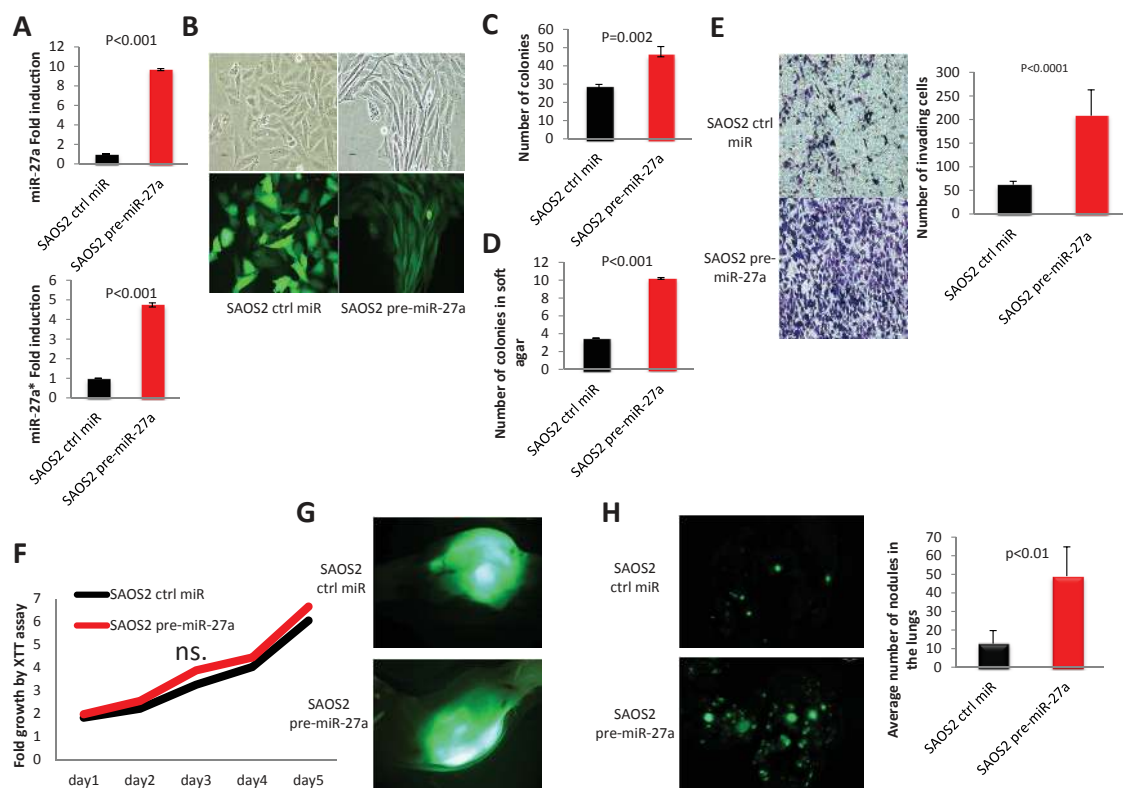 A
P<0.001
miR-27a Fold induction
12
10
8
6
4
2
0
SAOS2 ctrl miR
SAOS2 pre-miR-27a
P<0.001
miR-27a* Fold induction
5
4
3
2
1
0
SAOS2 ctrl miR
SAOS2 pre-miR-27a
B
SAOS2 ctrl miR
SAOS2 pre-miR-27a
C
P=0.002
Number of colonies
60
50
40
30
20
10
0
SAOS2 ctrl miR
SAOS2 pre-miR-27a
D
P<0.001
Number of colonies in soft
agar
12
10
8
6
4
2
0
SAOS2 ctrl miR
SAOS2 pre-miR-27a
E
SAOS2 ctrl
miR
SAOS2 pre-
miR-27a
P<0.0001
Number of invading cells
300
250
200
150
100
50
0
SAOS2 ctrl miR
SAOS2 pre-miR-27a
F
Fold growth by XTT assay
7
6
5
4
3
2
1
0
SAOS2 ctrl miR
SAOS2 pre-miR-27a
ns.
day1
day2
day3
day4
day5
G
SAOS2
ctrl miR
SAOS2
pre-miR-27a
H
SAOS2
ctrl miR
SAOS2
pre-miR-27a
p<0.01
Average number of nodules in
the lungs
70
60
50
40
30
20
10
0
SAOS2 ctrl miR
SAOS2 pre-miR-27a